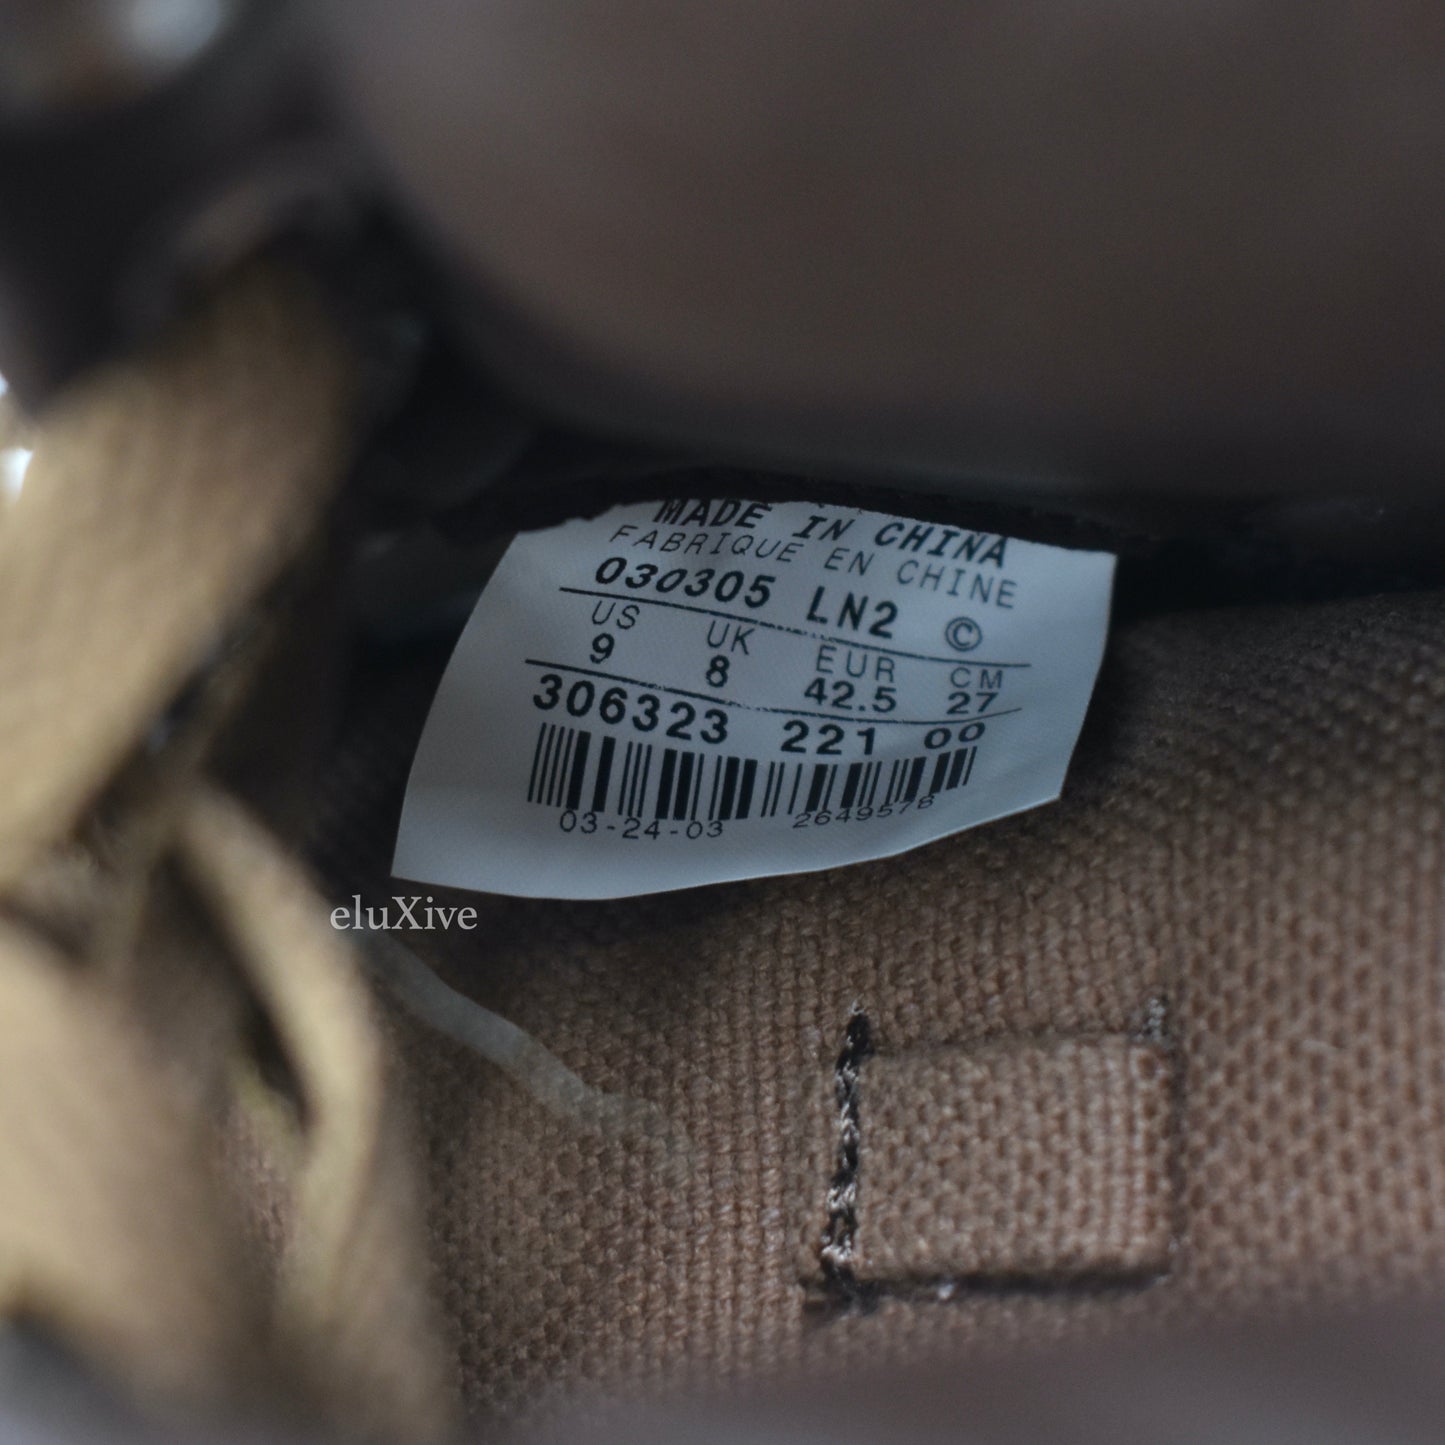 MADE IN CHINA
FABRIQUE EN CHINE
030305 LN2 ©
US UK EUR CM
9 8 42.5 27
306323 221 00
03-24-03 2649578
eluXive